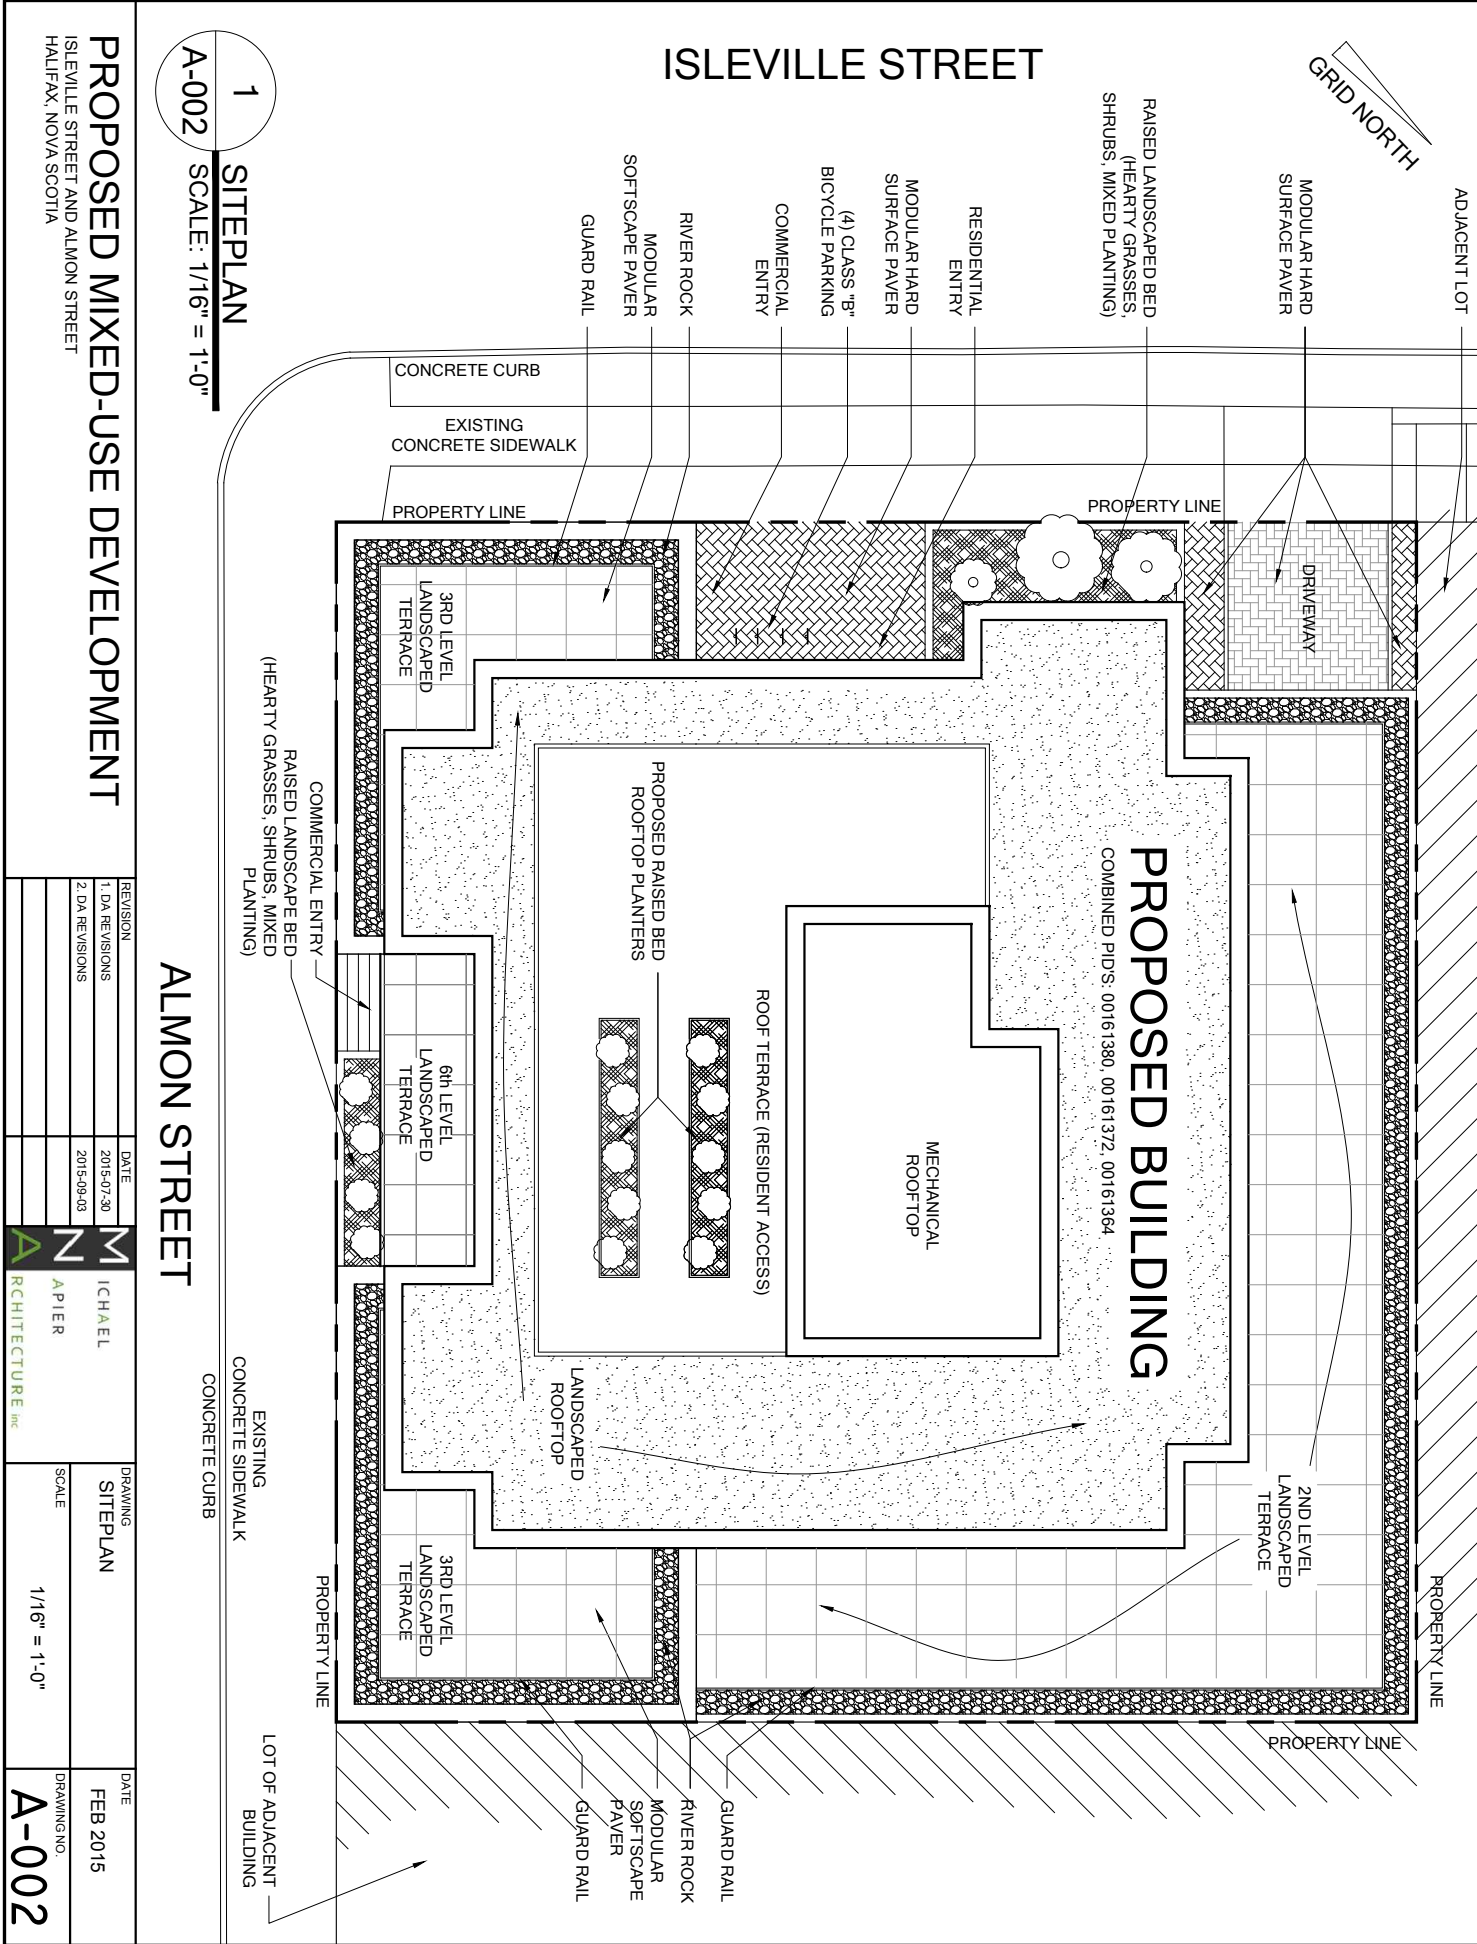 ISLEVILLE STREET
GRID NORTH
ADJACENT LOT
MODULAR HARD
SURFACE PAVER
RAISED LANDSCAPED BED
(HEARTY GRASSES,
SHRUBS, MIXED PLANTING)
RESIDENTIAL
ENTRY
MODULAR HARD
SURFACE PAVER
(4) CLASS "B"
BICYCLE PARKING
COMMERCIAL
ENTRY
RIVER ROCK
MODULAR
SOFTSCAPE PAVER
GUARD RAIL
1
A-002
SITEPLAN
SCALE: 1/16" = 1'-0"
CONCRETE CURB
EXISTING
CONCRETE SIDEWALK
PROPERTY LINE
PROPERTY LINE
DRIVEWAY
3RD LEVEL
LANDSCAPED
TERRACE
PROPOSED BUILDING
COMBINED PID'S: 00161380, 00161372, 00161364
PROPOSED RAISED BED
ROOFTOP PLANTERS
ROOF TERRACE (RESIDENT ACCESS)
MECHANICAL
ROOFTOP
6th LEVEL
LANDSCAPED
TERRACE
COMMERCIAL ENTRY
RAISED LANDSCAPE BED
(HEARTY GRASSES, SHRUBS, MIXED
PLANTING)
LANDSCAPED
ROOFTOP
2ND LEVEL
LANDSCAPED
TERRACE
3RD LEVEL
LANDSCAPED
TERRACE
PROPERTY LINE
PROPERTY LINE
PROPERTY LINE
GUARD RAIL
RIVER ROCK
MODULAR
SOFTSCAPE
PAVER
GUARD RAIL
LOT OF ADJACENT
BUILDING
EXISTING
CONCRETE SIDEWALK
CONCRETE CURB
ALMON STREET
PROPOSED MIXED-USE DEVELOPMENT
ISLEVILLE STREET AND ALMON STREET
HALIFAX, NOVA SCOTIA
REVISION
DATE
1. DA REVISIONS
2015-07-30
2. DA REVISIONS
2015-09-03
MICHAEL
NAPIER
ARCHITECTURE inc
DRAWING
SITEPLAN
SCALE
1/16" = 1'-0"
DATE
FEB 2015
DRAWING NO.
A-002